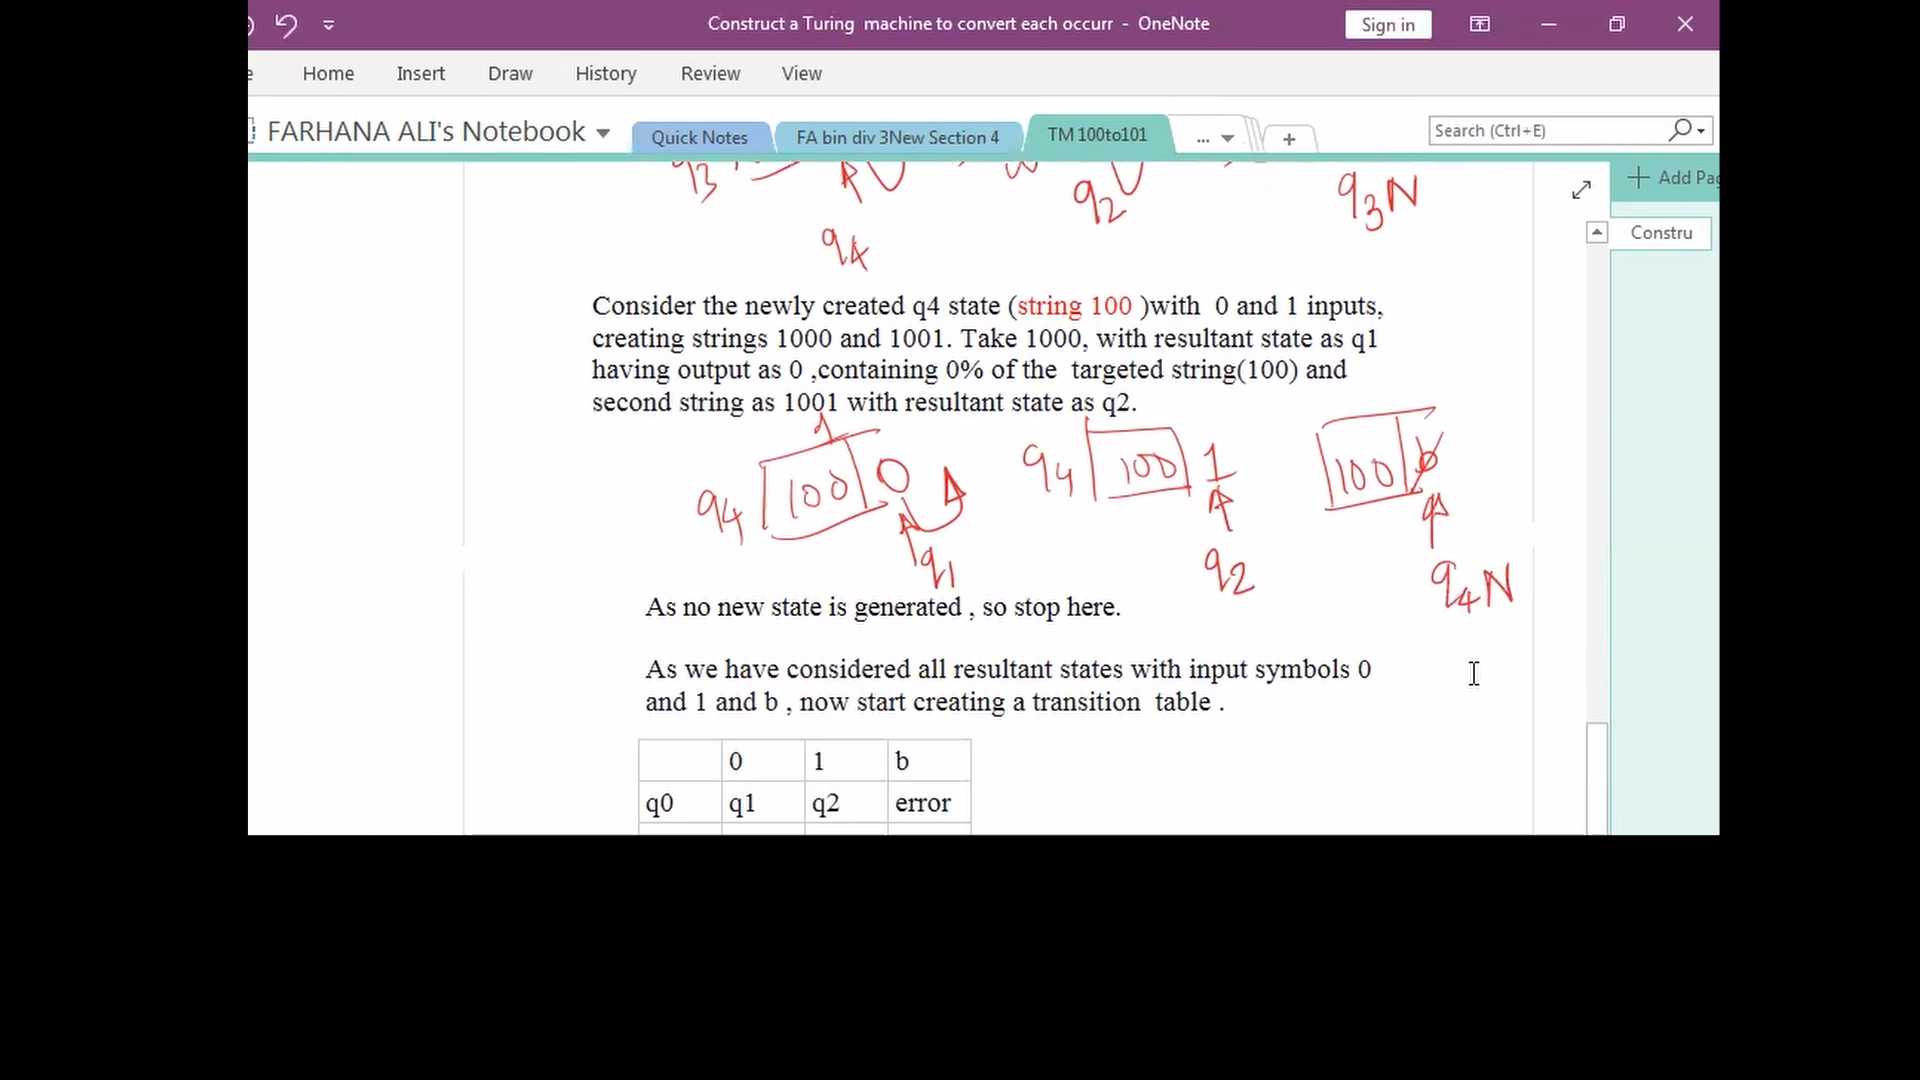 Construct a Turing machine to convert each occurr - OneNote
Sign in
Home Insert Draw History Review View
FARHANA ALI's Notebook
Quick Notes
FA bin div 3New Section 4
TM 100to101
...
+
Search (Ctrl+E)
Add Pag
Constru
q3
q2
q3N
q4
Consider the newly created q4 state (string 100 )with 0 and 1 inputs,
creating strings 1000 and 1001. Take 1000, with resultant state as q1
having output as 0 ,containing 0% of the targeted string(100) and
second string as 1001 with resultant state as q2.
1
q4 100 0
q4 100 1
100 b
q1
q2
q4N
As no new state is generated , so stop here.
As we have considered all resultant states with input symbols 0
and 1 and b , now start creating a transition table .
0 1 b
q0 q1 q2 error